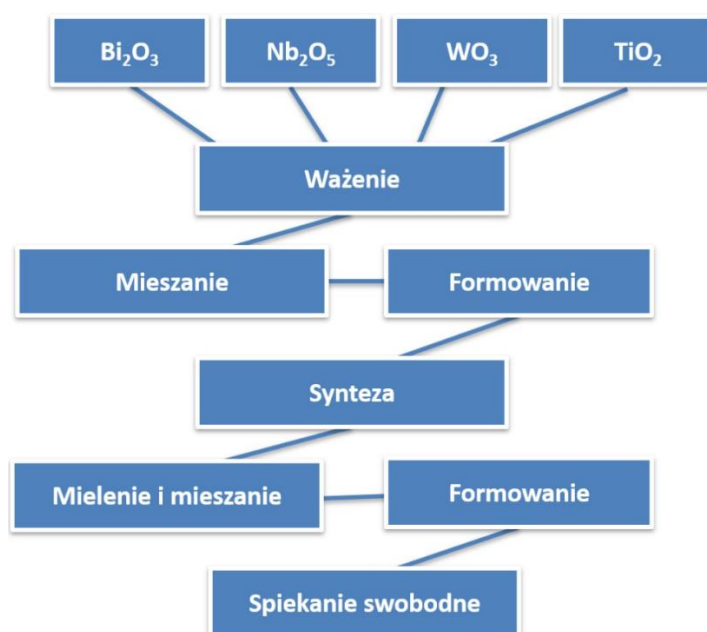 Bi₂O₃
Nb₂O₅
WO₃
TiO₂
Ważenie
Mieszanie
Formowanie
Synteza
Mielenie i mieszanie
Formowanie
Spiekanie swobodne